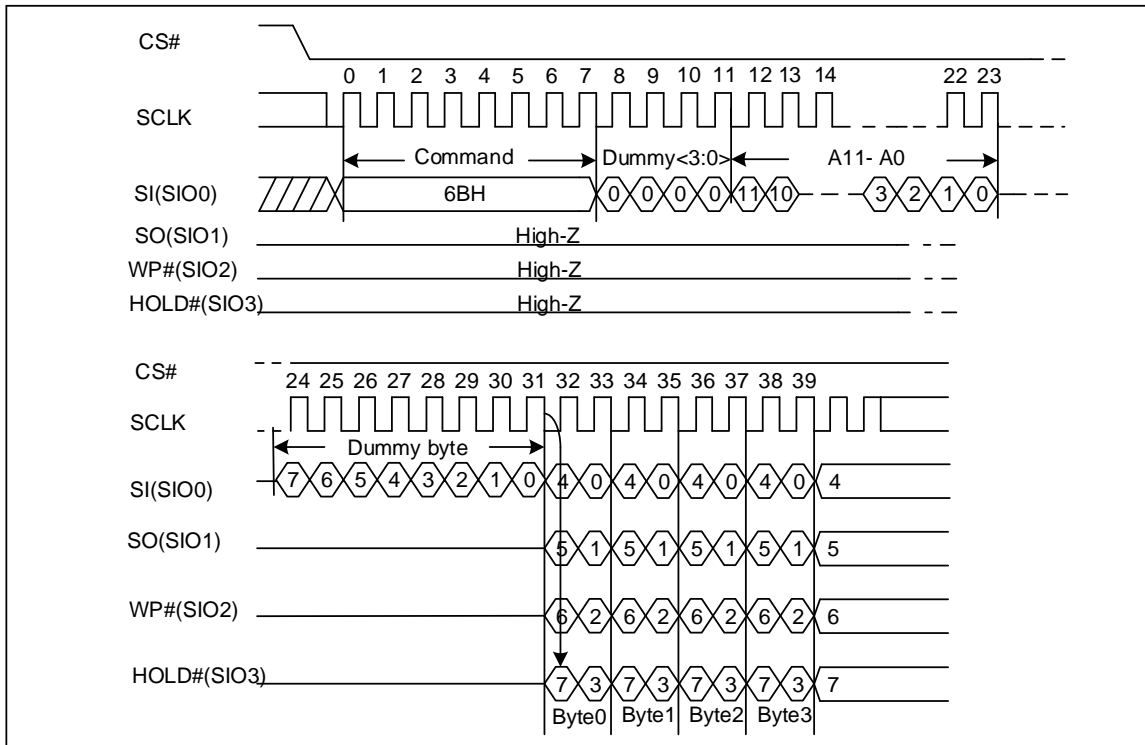 CS#
0 1 2 3 4 5 6 7 8 9 10 11 12 13 14 22 23
SCLK
Command Dummy<3:0> A11- A0
SI(SIO0) 6BH 0 0 0 0 11 10 3 2 1 0
SO(SIO1) High-Z
WP#(SIO2) High-Z
HOLD#(SIO3) High-Z
CS#
24 25 26 27 28 29 30 31 32 33 34 35 36 37 38 39
SCLK
Dummy byte
SI(SIO0) 7 6 5 4 3 2 1 0 4 0 4 0 4 0 4 0 4
SO(SIO1) 5 1 5 1 5 1 5 1 5
WP#(SIO2) 6 2 6 2 6 2 6 2 6
HOLD#(SIO3) 7 3 7 3 7 3 7 3 7
Byte0 Byte1 Byte2 Byte3